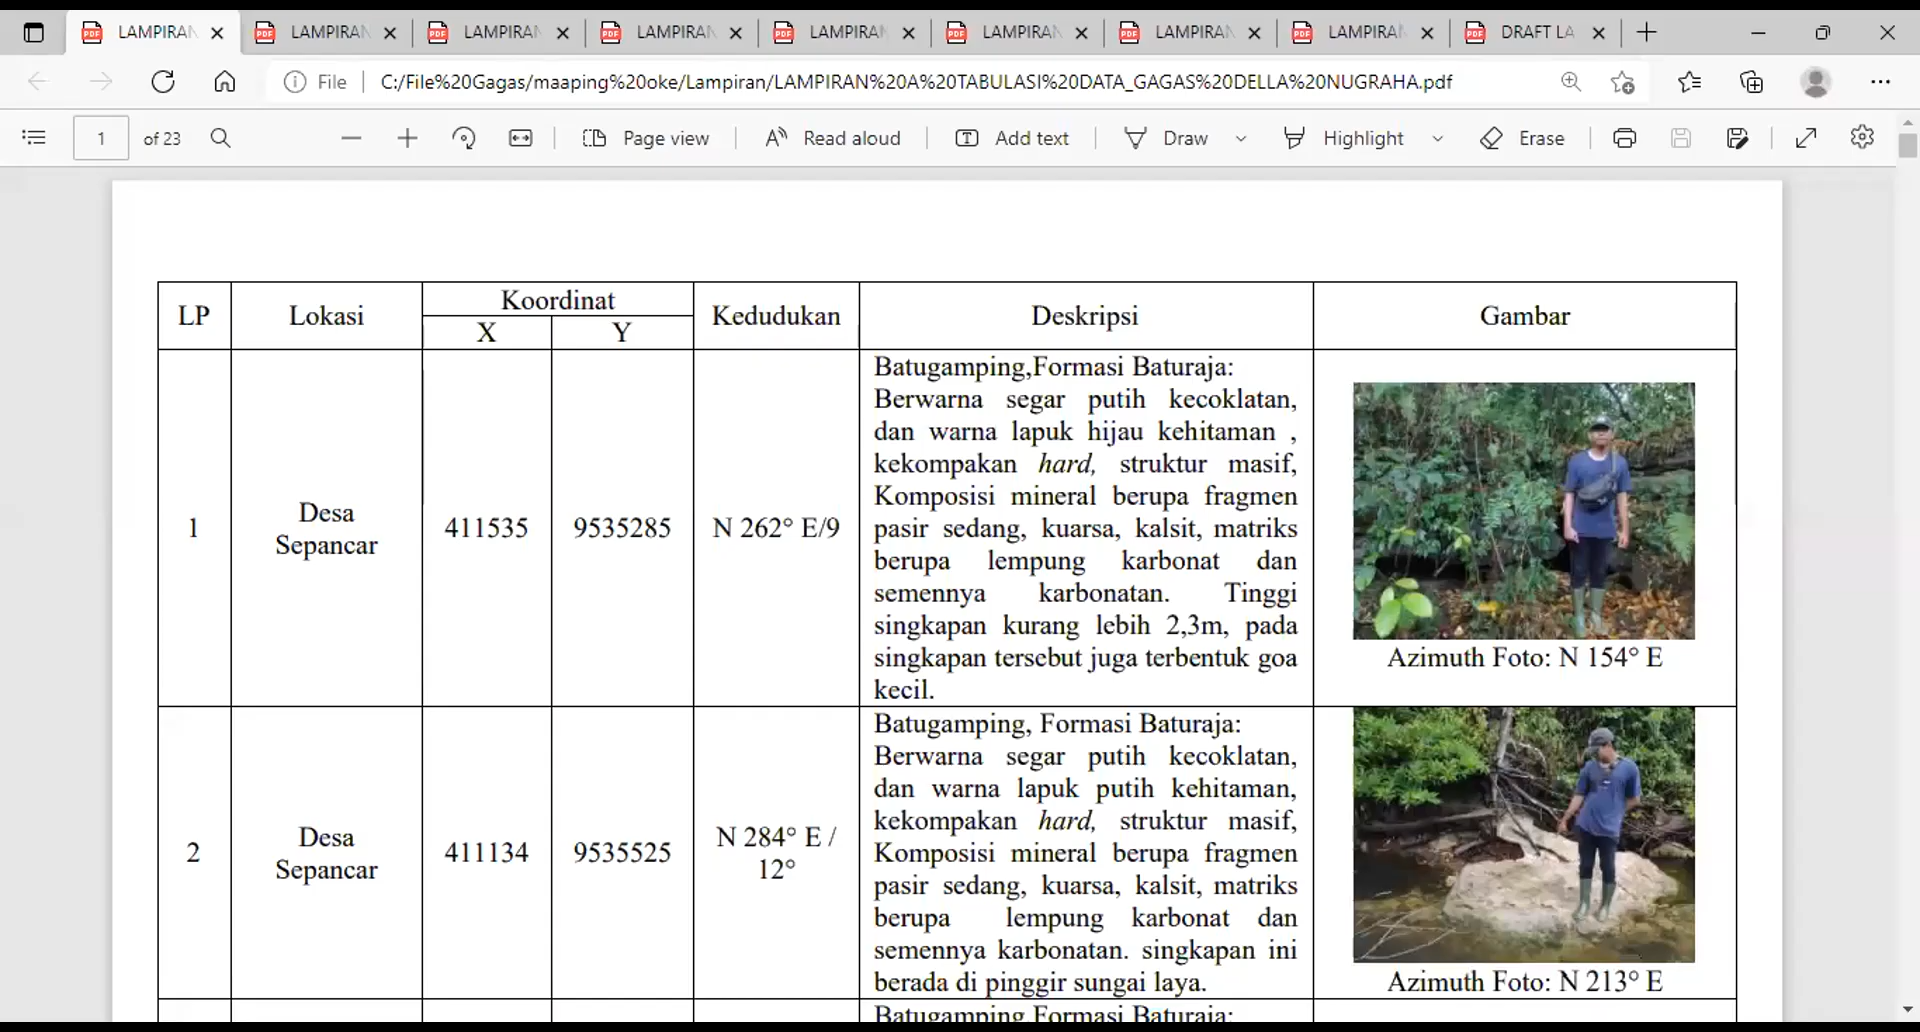 LAMPIRAN
LAMPIRAN
LAMPIRAN
LAMPIRAN
LAMPIRAN
LAMPIRAN
LAMPIRAN
LAMPIRAN
DRAFT LA
File
C:/File%20Gagas/maaping%20oke/Lampiran/LAMPIRAN%20A%20TABULASI%20DATA_GAGAS%20DELLA%20NUGRAHA.pdf
1 of 23
Page view
Read aloud
Add text
Draw
Highlight
Erase
LP
Lokasi
Koordinat
X
Y
Kedudukan
Deskripsi
Gambar
1
Desa
Sepancar
411535
9535285
N 262° E/9
Batugamping,Formasi Baturaja:
Berwarna segar putih kecoklatan,
dan warna lapuk hijau kehitaman ,
kekompakan hard, struktur masif,
Komposisi mineral berupa fragmen
pasir sedang, kuarsa, kalsit, matriks
berupa lempung karbonat dan
semennya karbonatan. Tinggi
singkapan kurang lebih 2,3m, pada
singkapan tersebut juga terbentuk goa
kecil.
Azimuth Foto: N 154° E
2
Desa
Sepancar
411134
9535525
N 284° E /
12°
Batugamping, Formasi Baturaja:
Berwarna segar putih kecoklatan,
dan warna lapuk putih kehitaman,
kekompakan hard, struktur masif,
Komposisi mineral berupa fragmen
pasir sedang, kuarsa, kalsit, matriks
berupa lempung karbonat dan
semennya karbonatan. singkapan ini
berada di pinggir sungai laya.
Azimuth Foto: N 213° E
Batugamping,Formasi Baturaja: